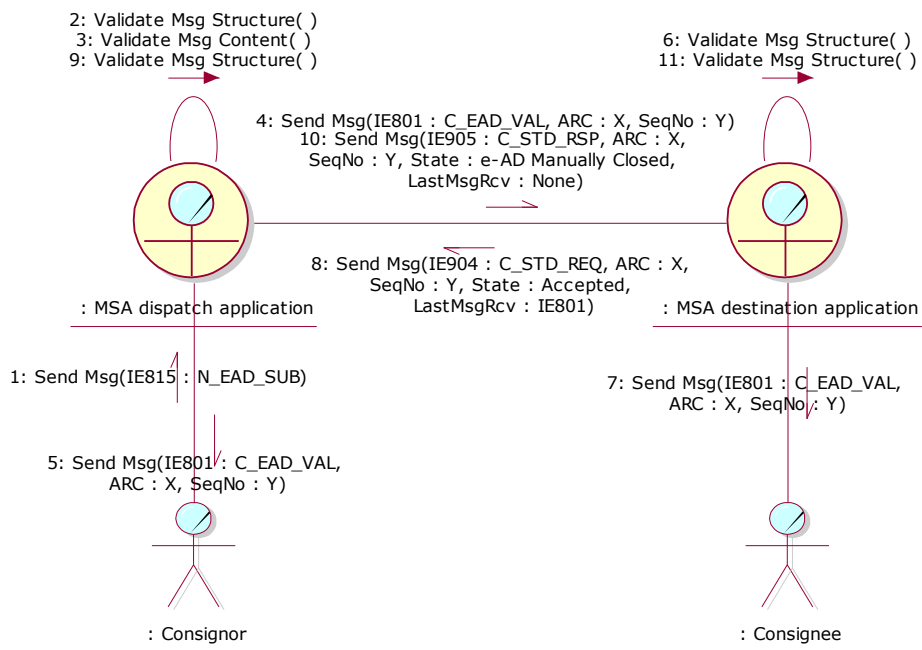 2: Validate Msg Structure( )
3: Validate Msg Content( )
9: Validate Msg Structure( )
6: Validate Msg Structure( )
11: Validate Msg Structure( )
4: Send Msg(IE801 : C_EAD_VAL, ARC : X, SeqNo : Y)
10: Send Msg(IE905 : C_STD_RSP, ARC : X,
SeqNo : Y, State : e-AD Manually Closed,
LastMsgRcv : None)
8: Send Msg(IE904 : C_STD_REQ, ARC : X,
SeqNo : Y, State : Accepted,
LastMsgRcv : IE801)
: MSA dispatch application
: MSA destination application
1: Send Msg(IE815 : N_EAD_SUB)
7: Send Msg(IE801 : C_EAD_VAL,
ARC : X, SeqNo : Y)
5: Send Msg(IE801 : C_EAD_VAL,
ARC : X, SeqNo : Y)
: Consignor
: Consignee